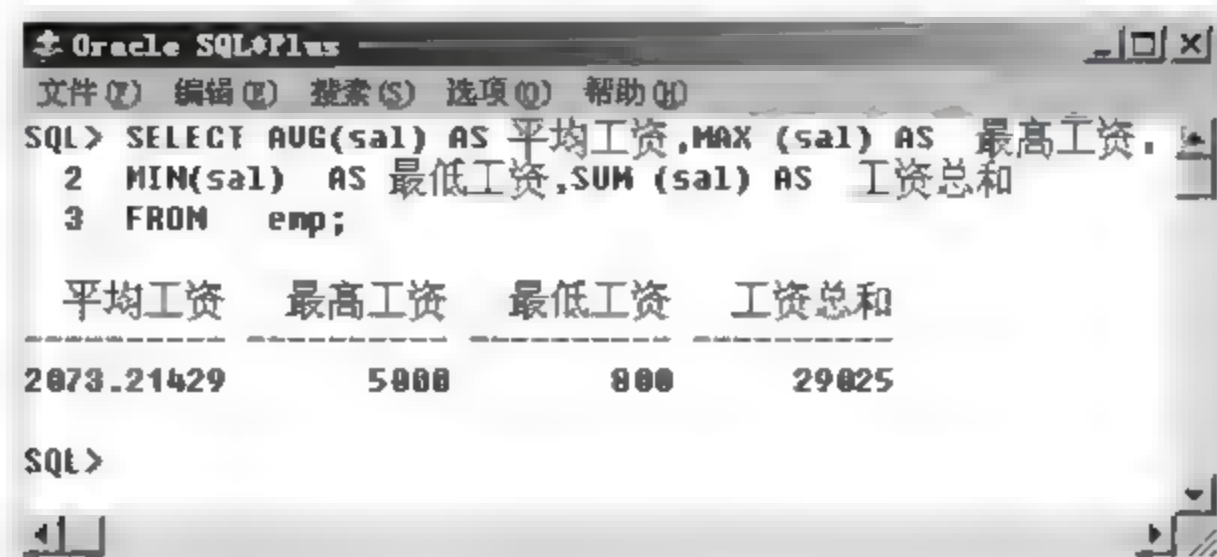 Oracle SQL*Plus
文件(F) 编辑(E) 搜索(S) 选项(O) 帮助(H)
SQL> SELECT AVG(sal) AS 平均工资,MAX (sal) AS 最高工资,
2 MIN(sal) AS 最低工资,SUM (sal) AS 工资总和
3 FROM emp;
平均工资 最高工资 最低工资 工资总和
---------- ---------- ---------- ----------
2073.21429 5000 800 29025
SQL>